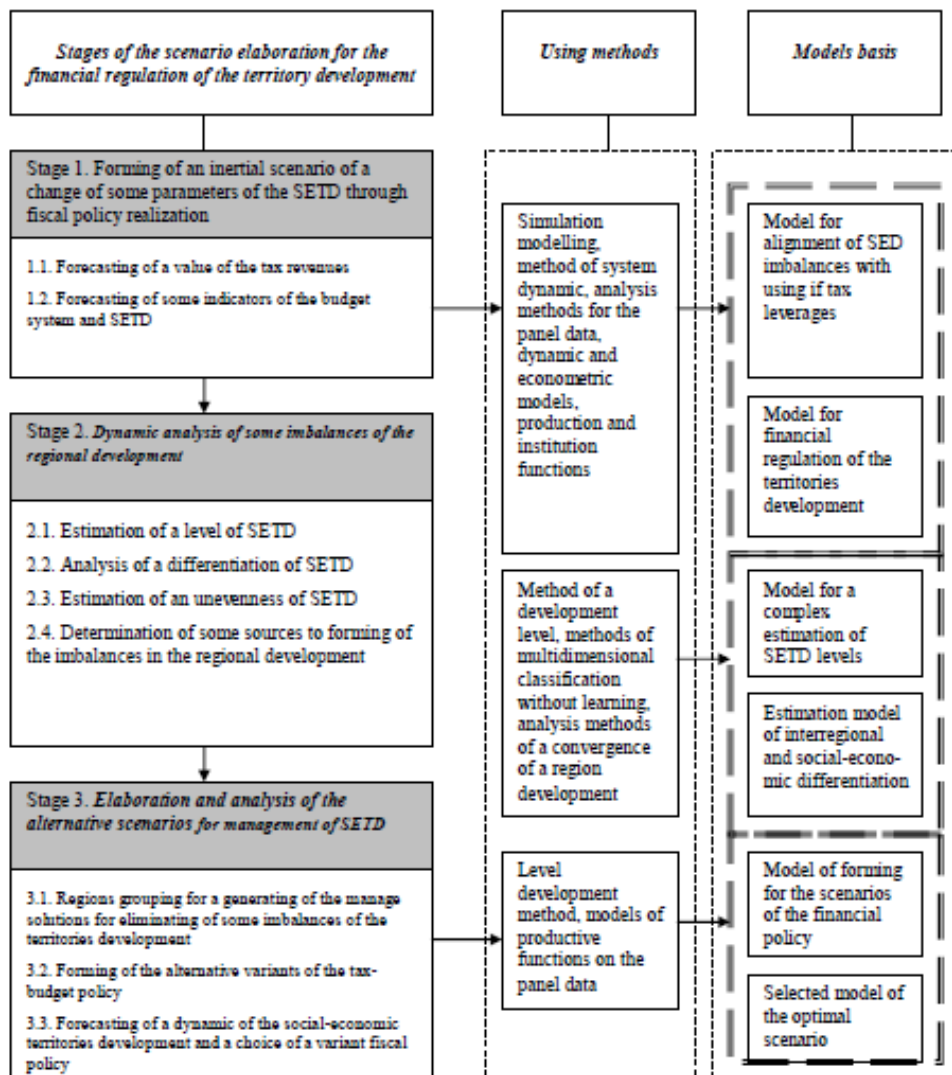 Stages of the scenario elaboration for the
financial regulation of the territory development
Using methods
Models basis
Stage 1. Forming of an inertial scenario of a
change of some parameters of the SETD through
fiscal policy realization
1.1. Forecasting of a value of the tax revenues
1.2. Forecasting of some indicators of the budget
system and SETD
Simulation
modelling,
method of system
dynamic, analysis
methods for the
panel data,
dynamic and
econometric
models,
production and
institution
functions
Model for
alignment of SED
imbalances with
using if tax
leverages
Model for
financial
regulation of the
territories
development
Stage 2. Dynamic analysis of some imbalances of the
regional development
2.1. Estimation of a level of SETD
2.2. Analysis of a differentiation of SETD
2.3. Estimation of an unevenness of SETD
2.4. Determination of some sources to forming of
the imbalances in the regional development
Method of a
development
level, methods of
multidimensional
classification
without learning,
analysis methods
of a convergence
of a region
development
Model for a
complex
estimation of
SETD levels
Estimation model
of interregional
and social-econo-
mic differentiation
Stage 3. Elaboration and analysis of the
alternative scenarios for management of SETD
3.1. Regions grouping for a generating of the manage
solutions for eliminating of some imbalances of the
territories development
3.2. Forming of the alternative variants of the tax-
budget policy
3.3. Forecasting of a dynamic of the social-economic
territories development and a choice of a variant fiscal
policy
Level
development
method, models of
productive
functions on the
panel data
Model of forming
for the scenarios
of the financial
policy
Selected model of
the optimal
scenario